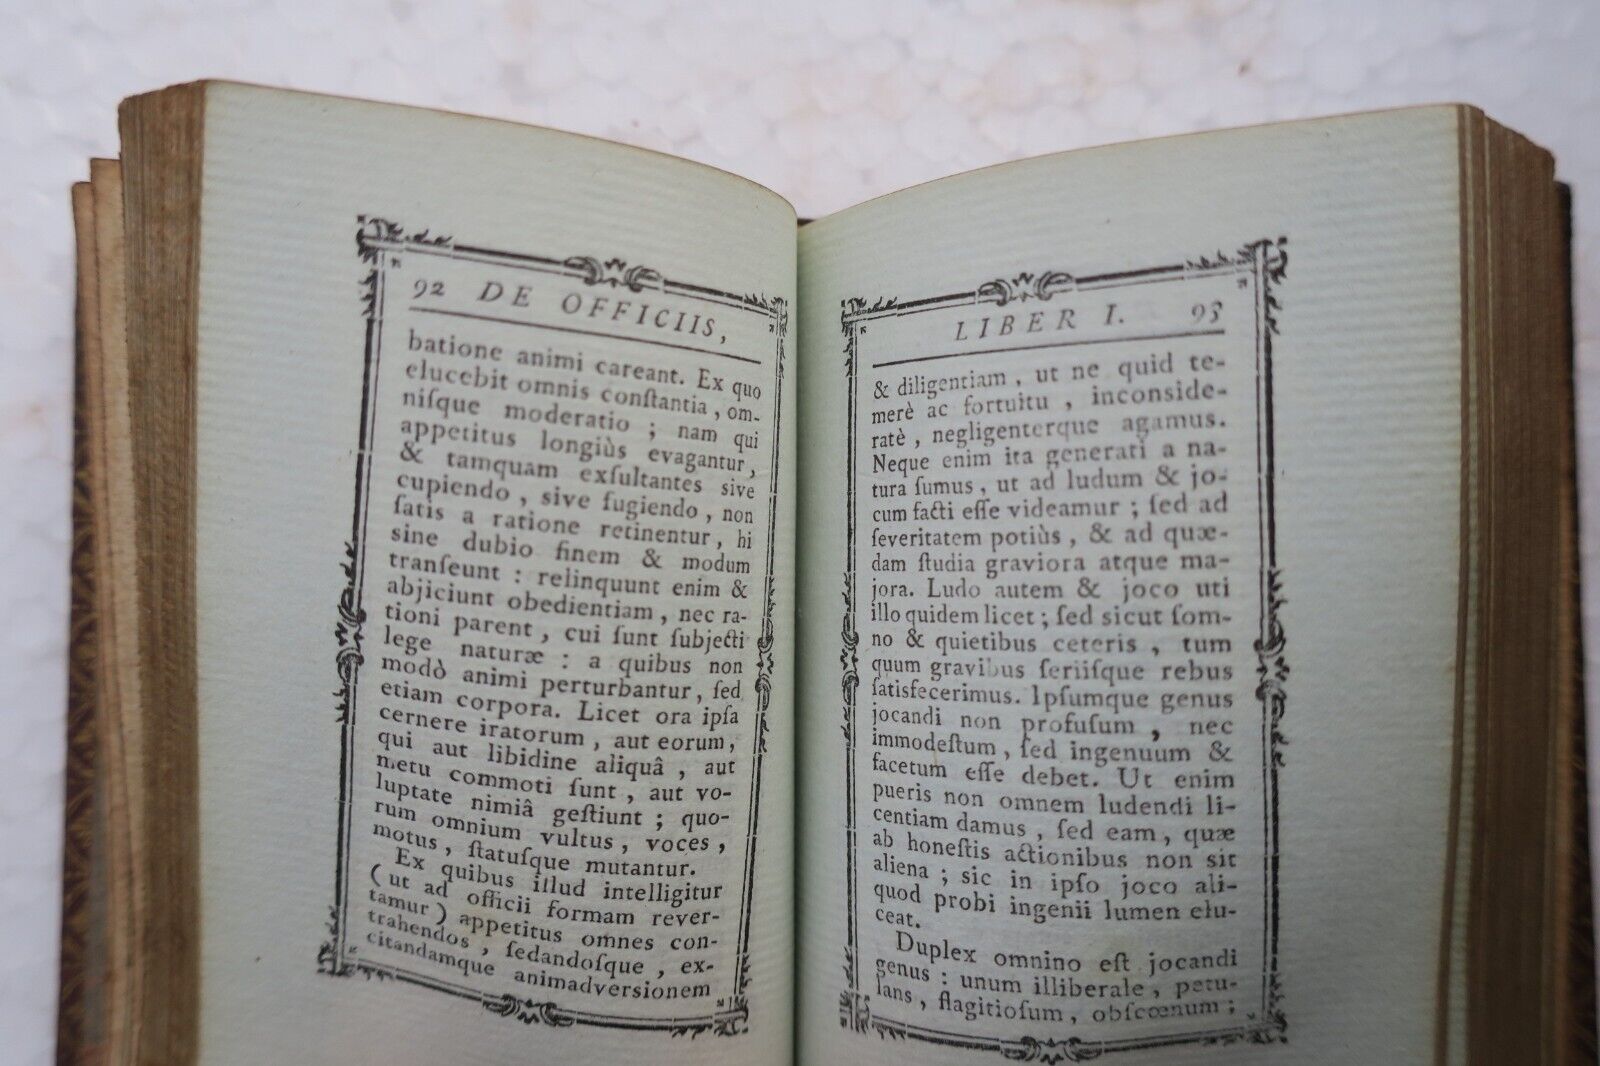 92 DE OFFICIIS,
batione animi careant. Ex quo
elucebit omnis conſtantia, om-
niſque moderatio ; nam qui
appetitus longiùs evagantur,
& tamquam exſultantes sive
cupiendo, sive fugiendo, non
ſatis a ratione retinentur, hi
sine dubio finem & modum
tranſeunt : relinquunt enim &
abjiciunt obedientiam, nec ra-
tioni parent, cui ſunt ſubjecti
lege naturæ : a quibus non
modò animi perturbantur, ſed
etiam corpora. Licet ora ipſa
cernere iratorum, aut eorum,
qui aut libidine aliquâ, aut
metu commoti ſunt, aut vo-
luptate nimiâ geſtiunt ; quo-
rum omnium vultus, voces,
motus, ſtatuſque mutantur.
Ex quibus illud intelligitur
( ut ad officii formam rever-
tamur ) appetitus omnes con-
trahendos, ſedandoſque, ex-
citandamque animadversionem
LIBER I. 93
& diligentiam, ut ne quid te-
merè ac fortuitu, inconside-
ratè, negligenterque agamus.
Neque enim ita generati a na-
tura ſumus, ut ad ludum & jo-
cum facti eſſe videamur ; ſed ad
ſeveritatem potiùs, & ad quæ-
dam ſtudia graviora atque ma-
jora. Ludo autem & joco uti
illo quidem licet ; ſed sicut ſom-
no & quietibus ceteris, tum
quum gravibus ſeriiſque rebus
ſatisfecerimus. Ipſumque genus
jocandi non profuſum, nec
immodeſtum, ſed ingenuum &
facetum eſſe debet. Ut enim
pueris non omnem ludendi li-
centiam damus, ſed eam, quæ
ab honeſtis actionibus non sit
aliena ; sic in ipſo joco ali-
quod probi ingenii lumen elu-
ceat.
Duplex omnino eſt jocandi
genus : unum illiberale, petu-
lans, flagitioſum, obſcœnum ;